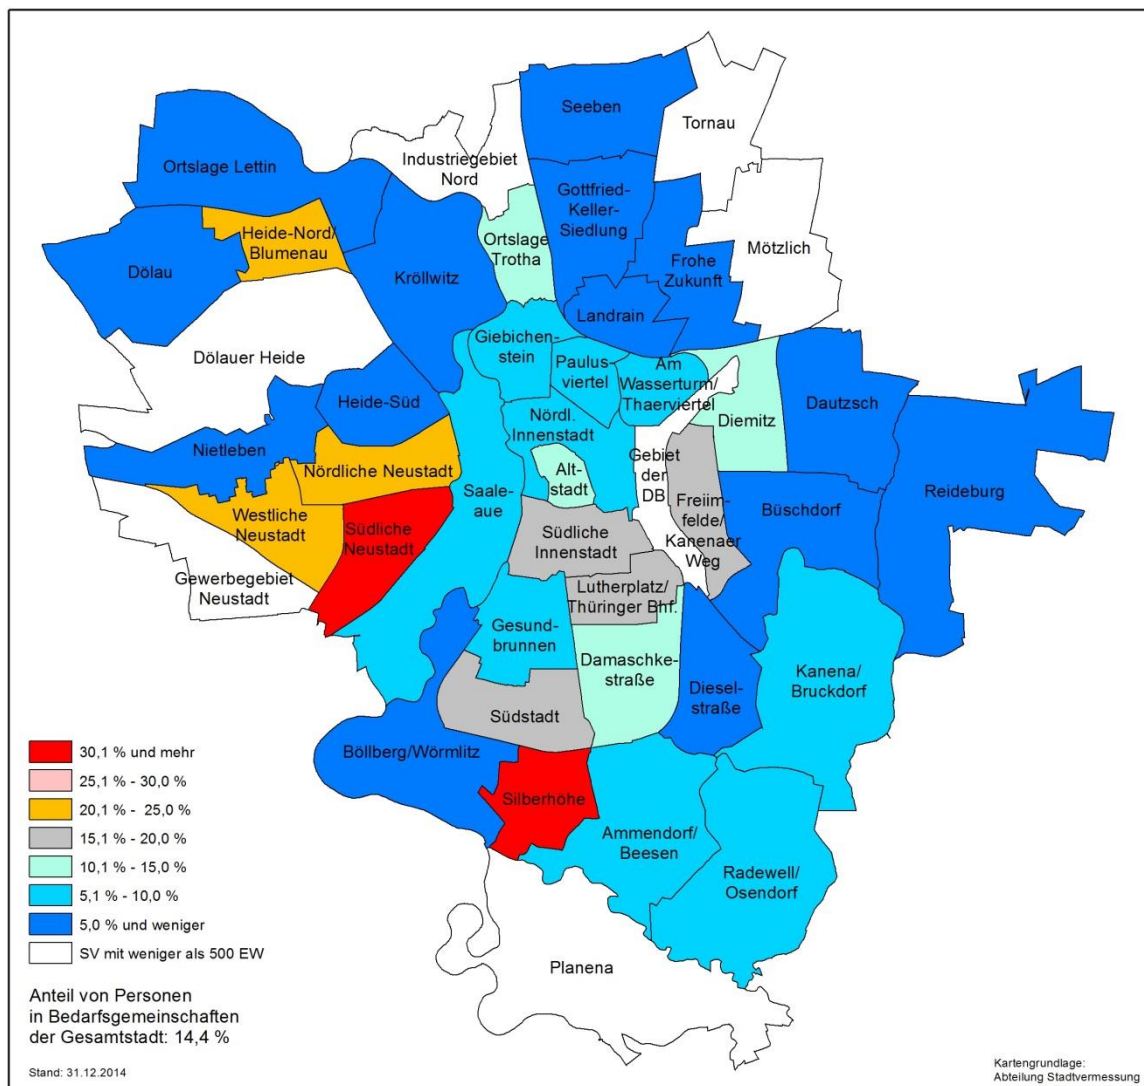 Seeben
Tornau
Industriegebiet
Nord
Ortslage Lettin
Gottfried-
Keller-
Siedlung
Mötzlich
Heide-Nord/
Blumenau
Ortslage
Trotha
Dölau
Kröllwitz
Frohe
Zukunft
Landrain
Dölauer Heide
Giebichen-
stein
Paulus-
viertel
Am
Wasserturm/
Thaerviertel
Heide-Süd
Dautzsch
Nördl.
Innenstadt
Diemitz
Nietleben
Nördliche Neustadt
Alt-
stadt
Gebiet
der
DB
Reideburg
Saale-
aue
Freiim-
felde/
Kanenaer
Weg
Büschdorf
Westliche
Neustadt
Südliche
Neustadt
Südliche
Innenstadt
Gewerbegebiet
Neustadt
Lutherplatz/
Thüringer Bhf.
Gesund-
brunnen
Damaschke-
straße
Kanena/
Bruckdorf
Diesel-
straße
Südstadt
Böllberg/Wörmlitz
Silberhöhe
Ammendorf/
Beesen
Radewell/
Osendorf
Planena
30,1 % und mehr
25,1 % - 30,0 %
20,1 % - 25,0 %
15,1 % - 20,0 %
10,1 % - 15,0 %
5,1 % - 10,0 %
5,0 % und weniger
SV mit weniger als 500 EW
Anteil von Personen
in Bedarfsgemeinschaften
der Gesamtstadt: 14,4 %
Stand: 31.12.2014
Kartengrundlage:
Abteilung Stadtvermessung